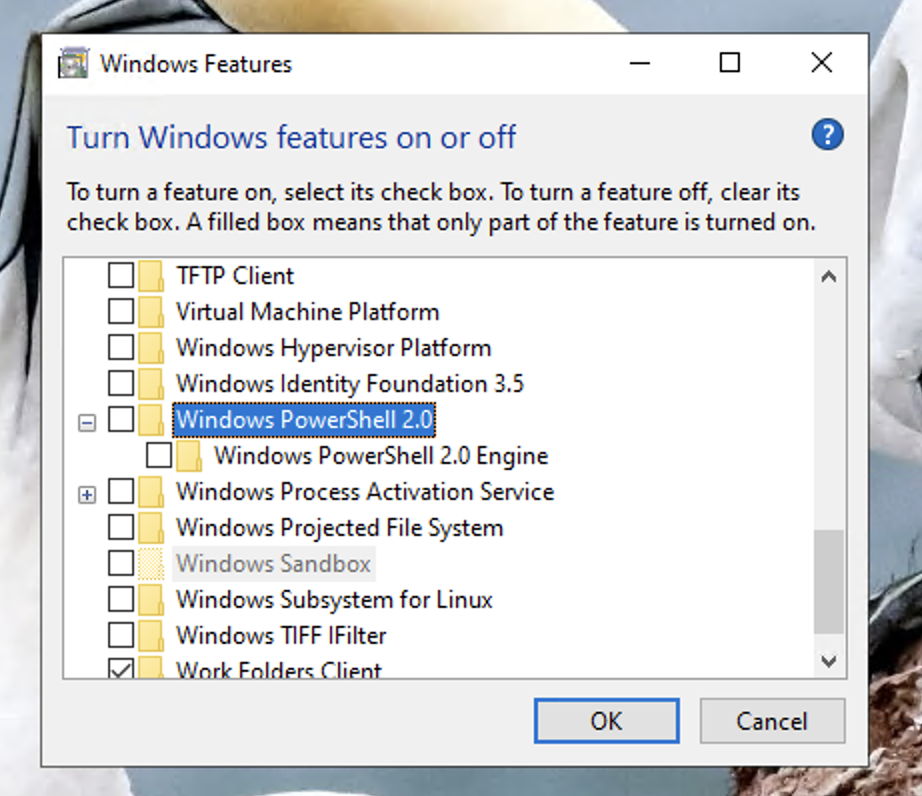 Windows Features
Turn Windows features on or off
?
To turn a feature on, select its check box. To turn a feature off, clear its
check box. A filled box means that only part of the feature is turned on.
TFTP Client
Virtual Machine Platform
Windows Hypervisor Platform
Windows Identity Foundation 3.5
Windows PowerShell 2.0
Windows PowerShell 2.0 Engine
Windows Process Activation Service
Windows Projected File System
Windows Sandbox
Windows Subsystem for Linux
Windows TIFF IFilter
Work Folders Client
OK
Cancel